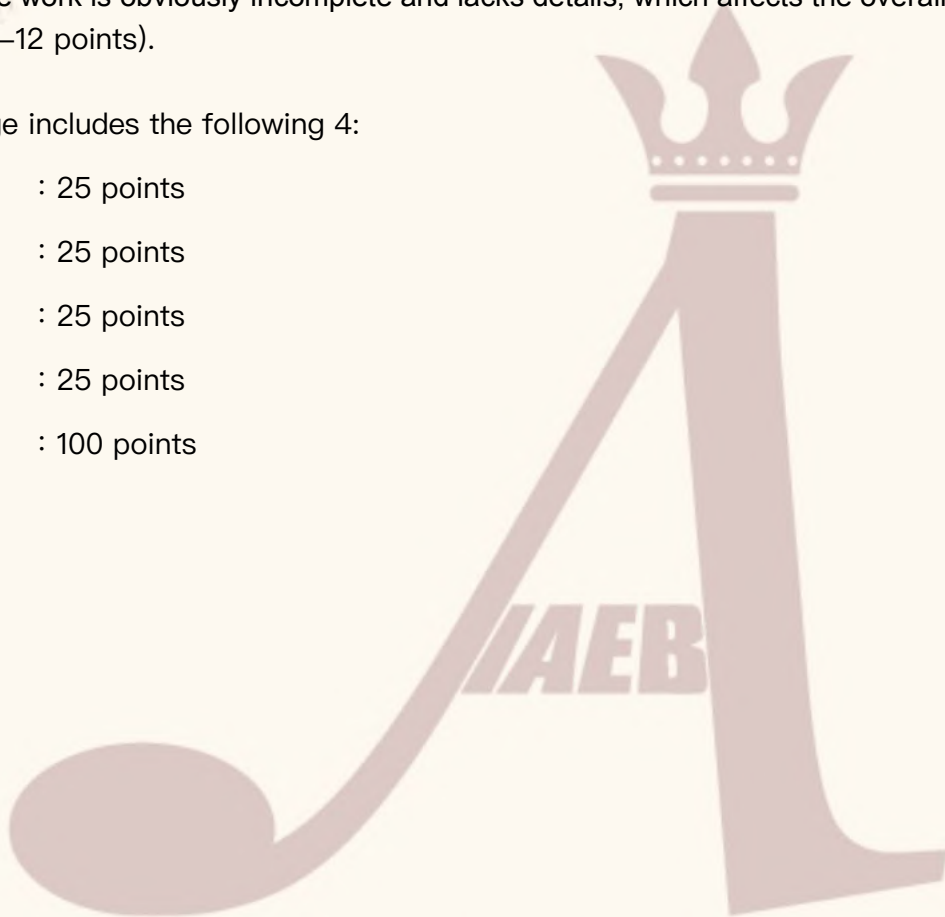 work is obviously incomplete and lacks details, which affects the overall
–12 points).
includes the following 4:
: 25 points
: 25 points
: 25 points
: 25 points
: 100 points
IAEB